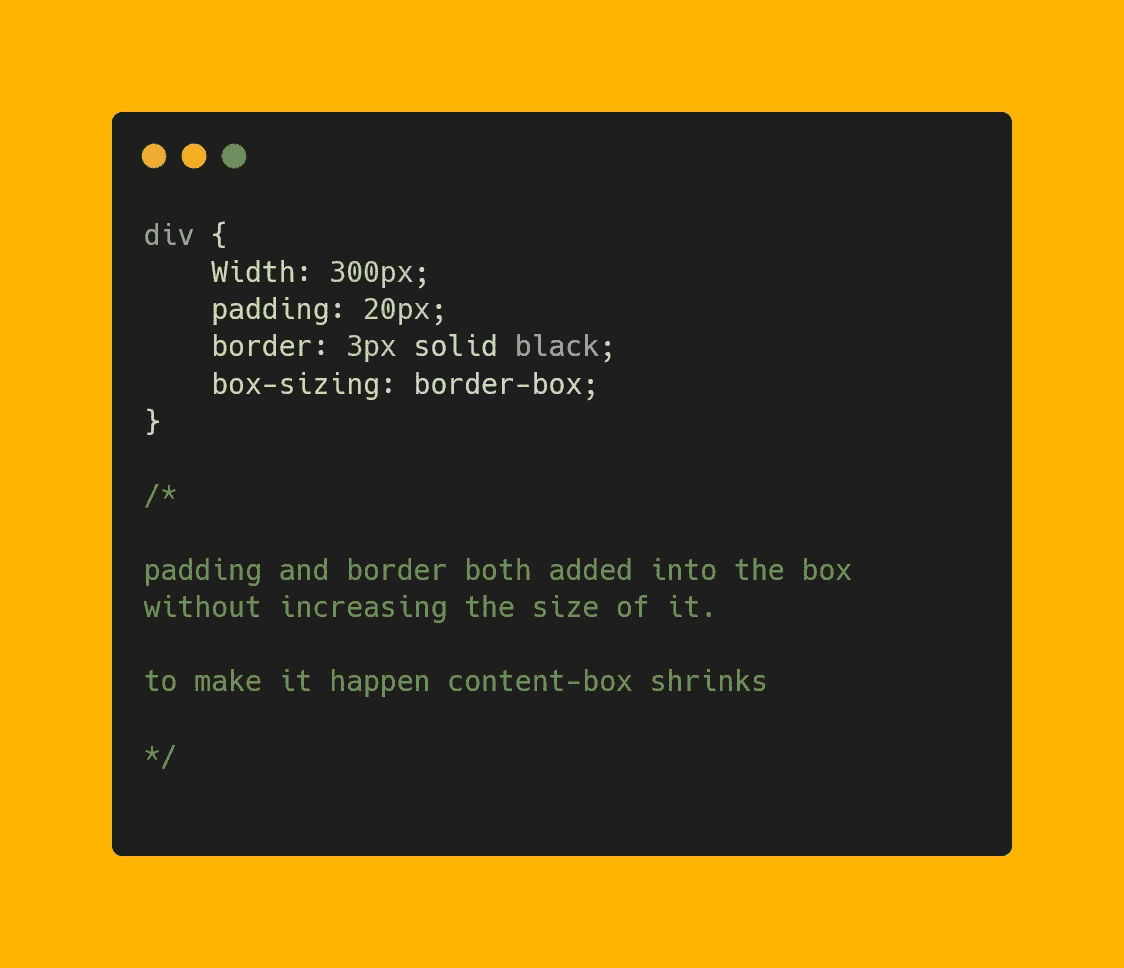 div {
    Width: 300px;
    padding: 20px;
    border: 3px solid black;
    box-sizing: border-box;
}
/*
padding and border both added into the box
without increasing the size of it.
to make it happen content-box shrinks
*/